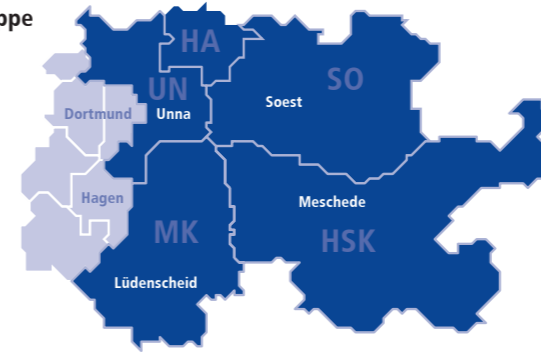 ppe
HA
SO
UN
Soest
Dortmund
Unna
Hagen
Meschede
MK
HSK
Lüdenscheid